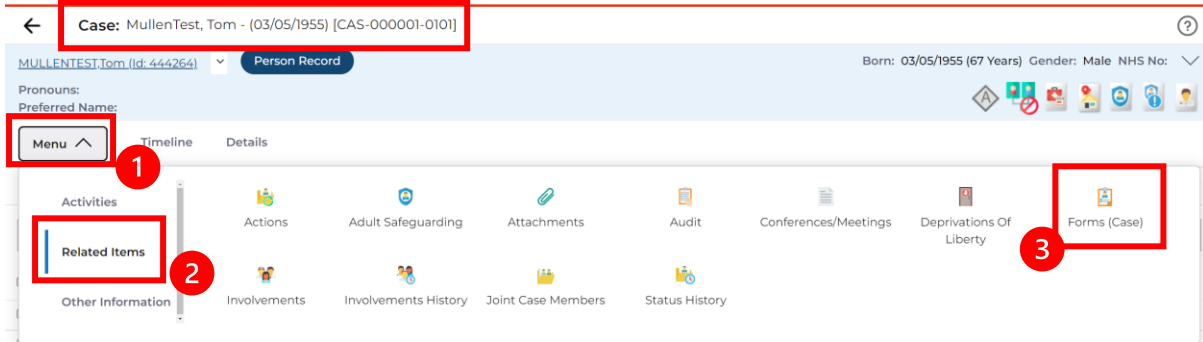 Case: MullenTest, Tom - (03/05/1955) [CAS-000001-0101]
?
MULLENTEST,Tom (Id: 444264) Person Record Born: 03/05/1955 (67 Years) Gender: Male NHS No:
Pronouns:
Preferred Name:
A
Menu Timeline Details
1
Activities
Related Items
2
Other Information
Actions Adult Safeguarding Attachments Audit Conferences/Meetings Deprivations Of Liberty Forms (Case)
3
Involvements Involvements History Joint Case Members Status History